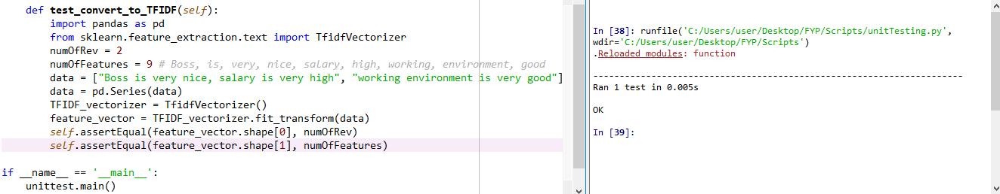 def test_convert_to_TFIDF(self):
import pandas as pd
from sklearn.feature_extraction.text import TfidfVectorizer
numOfRev = 2
numOfFeatures = 9 # Boss, is, very, nice, salary, high, working, environment, good
data = ["Boss is very nice, salary is very high", "working environment is very good"]
data = pd.Series(data)
TFIDF_vectorizer = TfidfVectorizer()
feature_vector = TFIDF_vectorizer.fit_transform(data)
self.assertEqual(feature_vector.shape[0], numOfRev)
self.assertEqual(feature_vector.shape[1], numOfFeatures)
if __name__ == '__main__':
unittest.main()
In [38]: runfile('C:/Users/user/Desktop/FYP/Scripts/unitTesting.py',
wdir='C:/Users/user/Desktop/FYP/Scripts')
.Reloaded modules: function
----------------------------------------------------------------------
Ran 1 test in 0.005s
OK
In [39]: